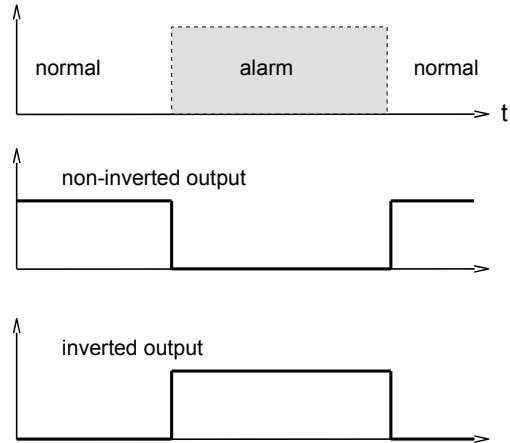 normal alarm normal
t
non-inverted output
inverted output